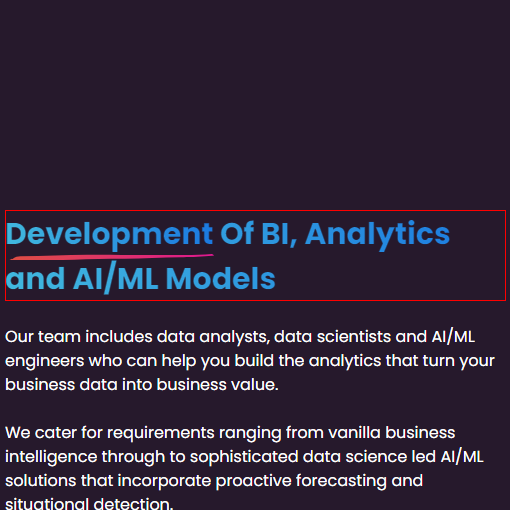 Development Of BI, Analytics
and AI/ML Models
Our team includes data analysts, data scientists and AI/ML
engineers who can help you build the analytics that turn your
business data into business value.
We cater for requirements ranging from vanilla business
intelligence through to sophisticated data science led AI/ML
solutions that incorporate proactive forecasting and
situational detection.